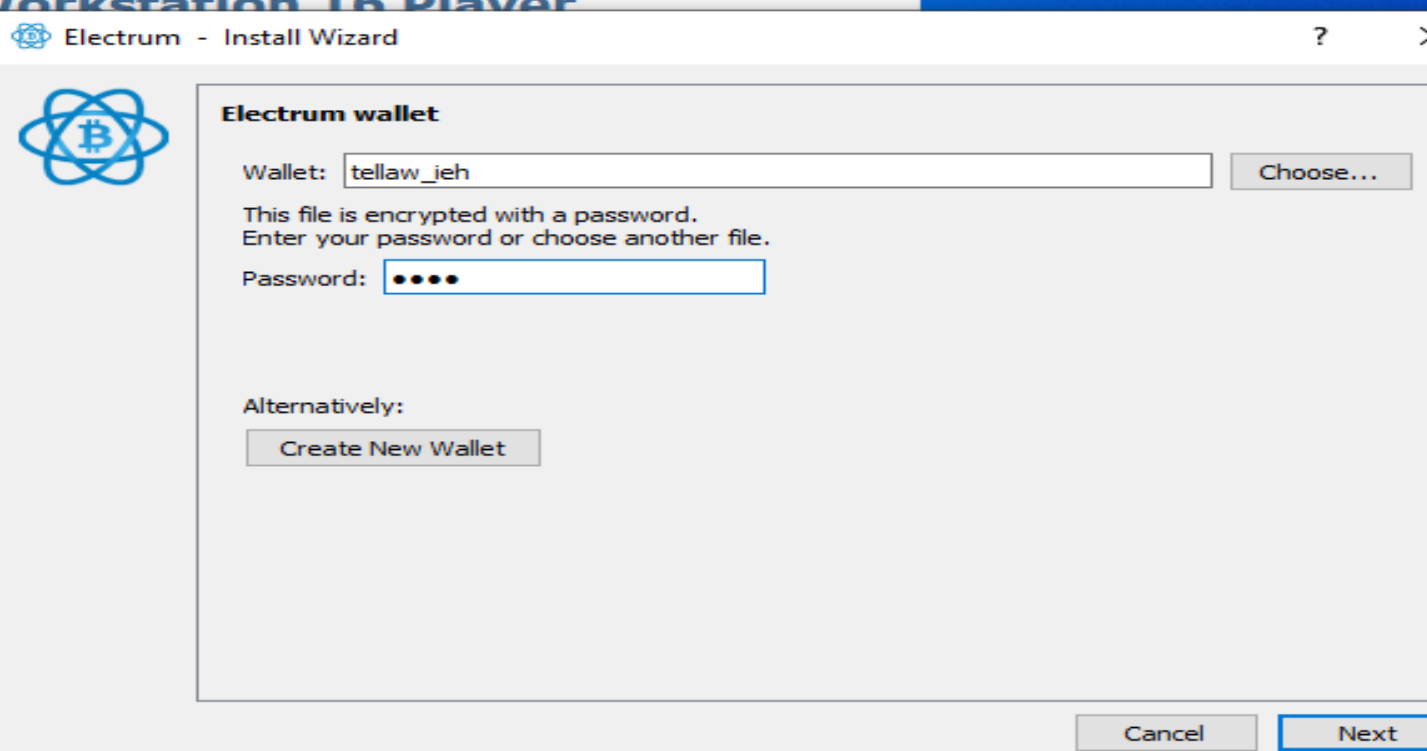 Workstation 16 Player
Electrum - Install Wizard
?
Electrum wallet
Wallet: tellaw_ieh Choose...
This file is encrypted with a password.
Enter your password or choose another file.
Password: ●●●●
Alternatively:
Create New Wallet
Cancel Next